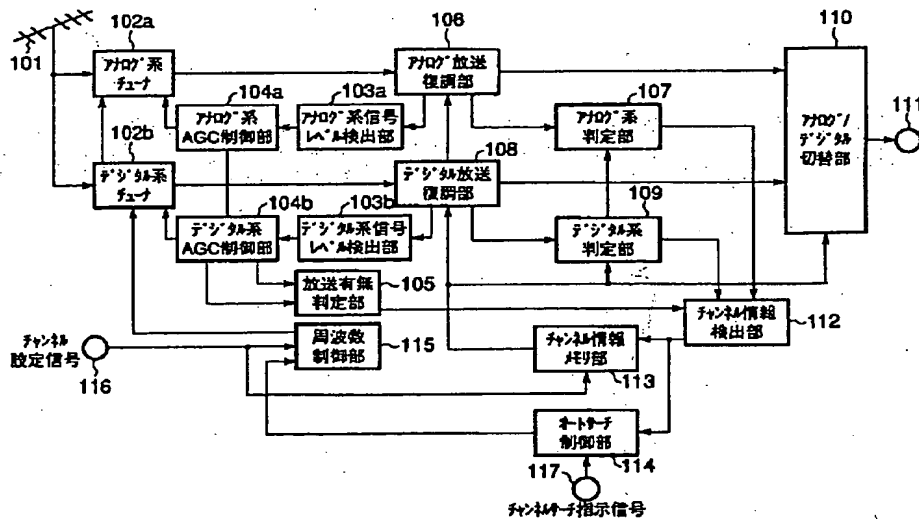 102a
106
110
101
アナログ系
チューナ
アナログ放送
復調部
104a
103a
107
111
102b
アナログ系
AGC制御部
アナログ系信号
レベル検出部
アナログ系
判定部
アナログ/
デジタル
切替部
108
デジタル系
チューナ
104b
103b
デジタル放送
復調部
109
デジタル系
AGC制御部
デジタル系信号
レベル検出部
デジタル系
判定部
放送有無
判定部
105
チャンネル情報
検出部
112
チャンネル
設定信号
116
周波数
制御部
115
チャンネル情報
メモリ部
113
オートサーチ
制御部
114
117
チャンネルサーチ指示信号